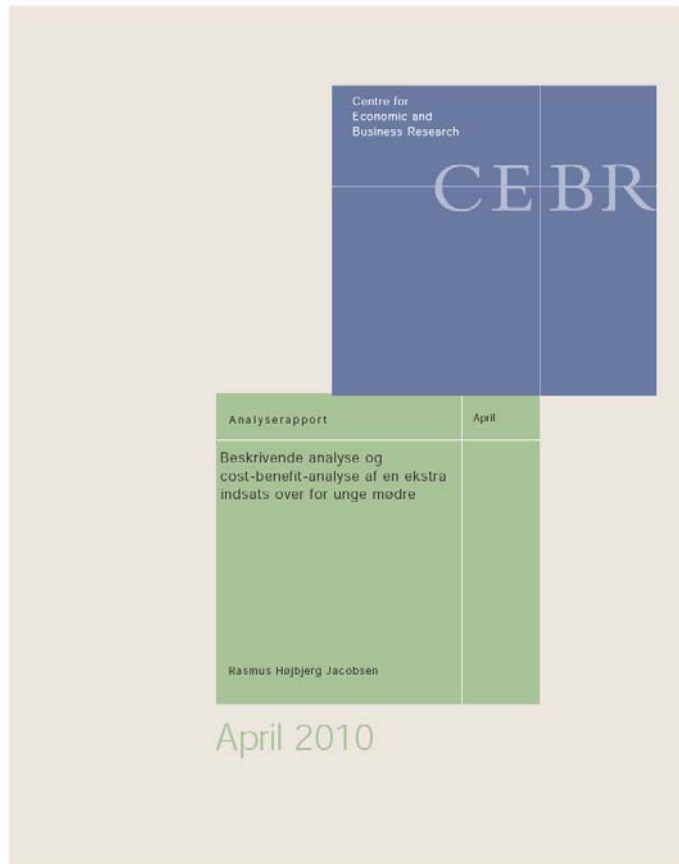 Centre for
Economic and
Business Research
CEBR
Analyserapport
April
Beskrivende analyse og
cost-benefit-analyse af en ekstra
indsats over for unge mødre
Rasmus Højbjerg Jacobsen
April 2010